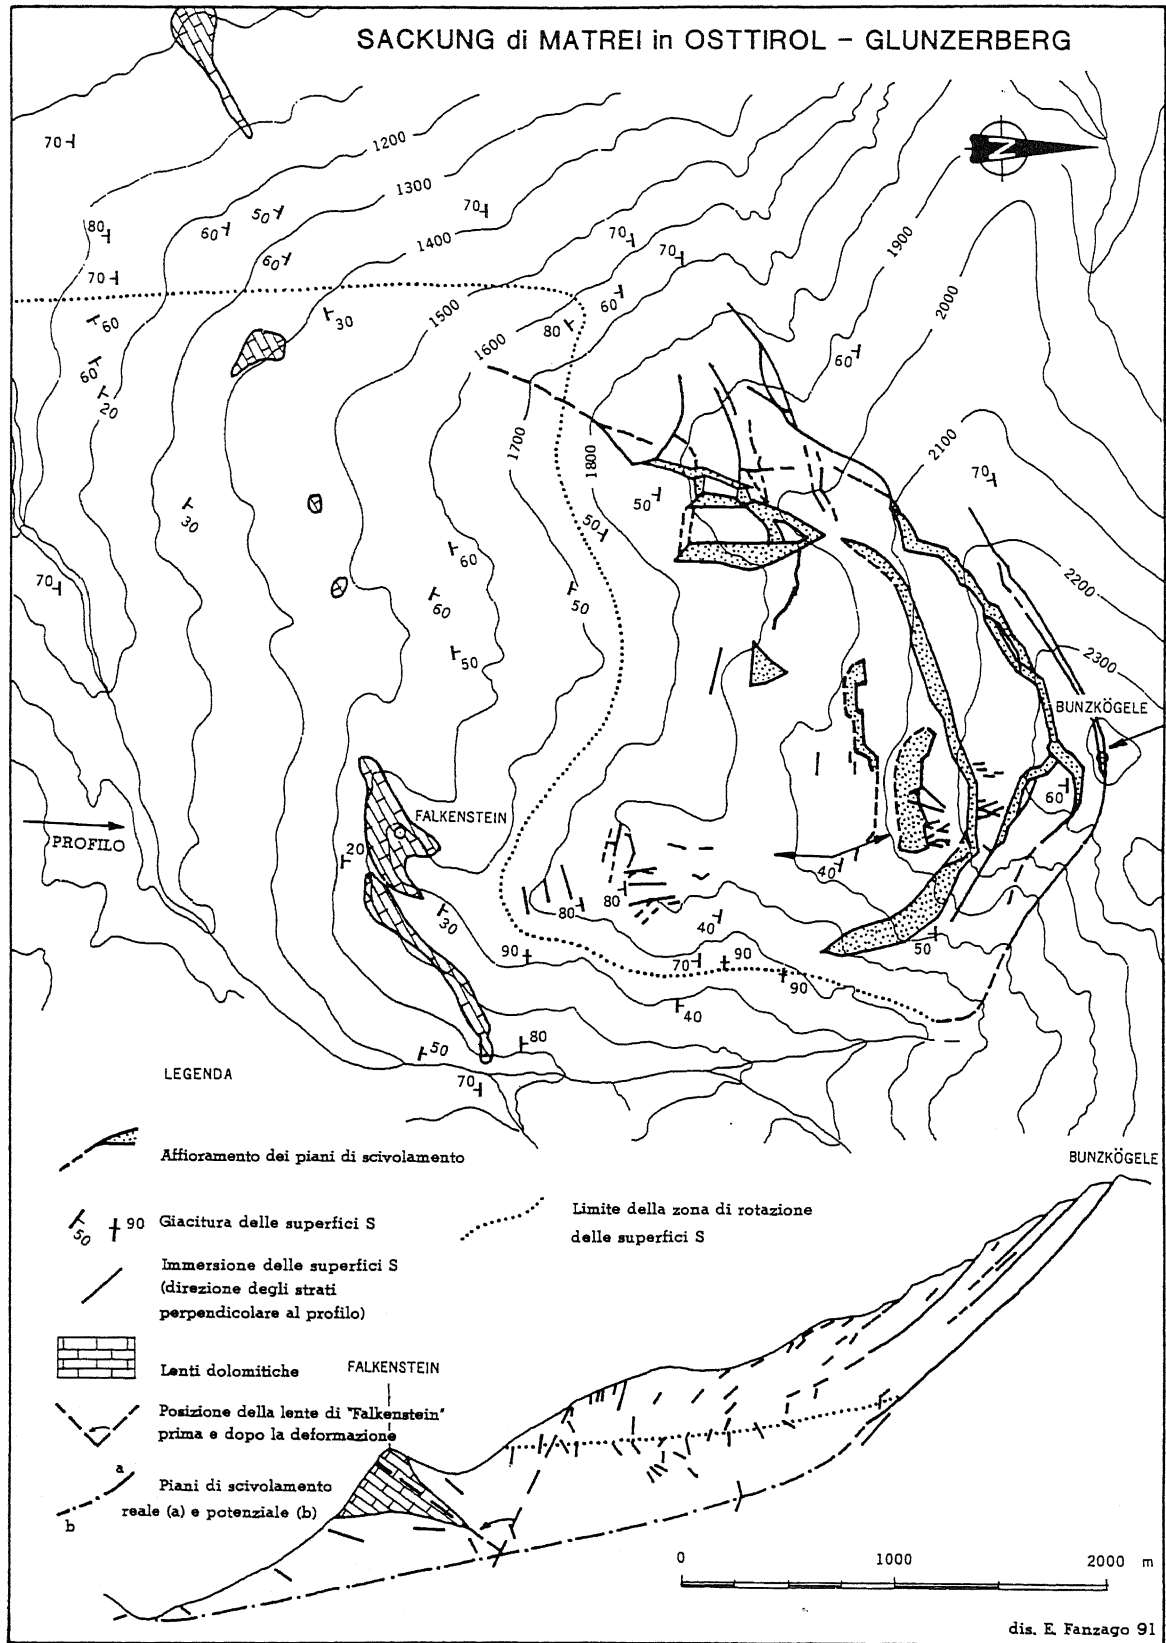 SACKUNG di MATREI in OSTTIROL – GLUNZERBERG
N
70
1200
1300
50
60
70
1400
80
60
70
70
1900
70
60
2000
60
30
1500
80
1600
60
60
20
1700
1800
2100
70
50
30
50
60
70
60
50
2200
50
2300
BUNZKÖGELE
60
FALKENSTEIN
PROFILO
20
40
30
80
80
40
90
70
90
50
90
40
80
50
70
LEGENDA
Affioramento dei piani di scivolamento
50
90
Giacitura delle superfici S
Limite della zona di rotazione
delle superfici S
Immersione delle superfici S
(direzione degli strati
perpendicolare al profilo)
Lenti dolomitiche
Posizione della lente di "Falkenstein"
prima e dopo la deformazione
a
b
Piani di scivolamento
reale (a) e potenziale (b)
BUNZKÖGELE
FALKENSTEIN
0 1000 2000 m
dis. E. Fanzago 91